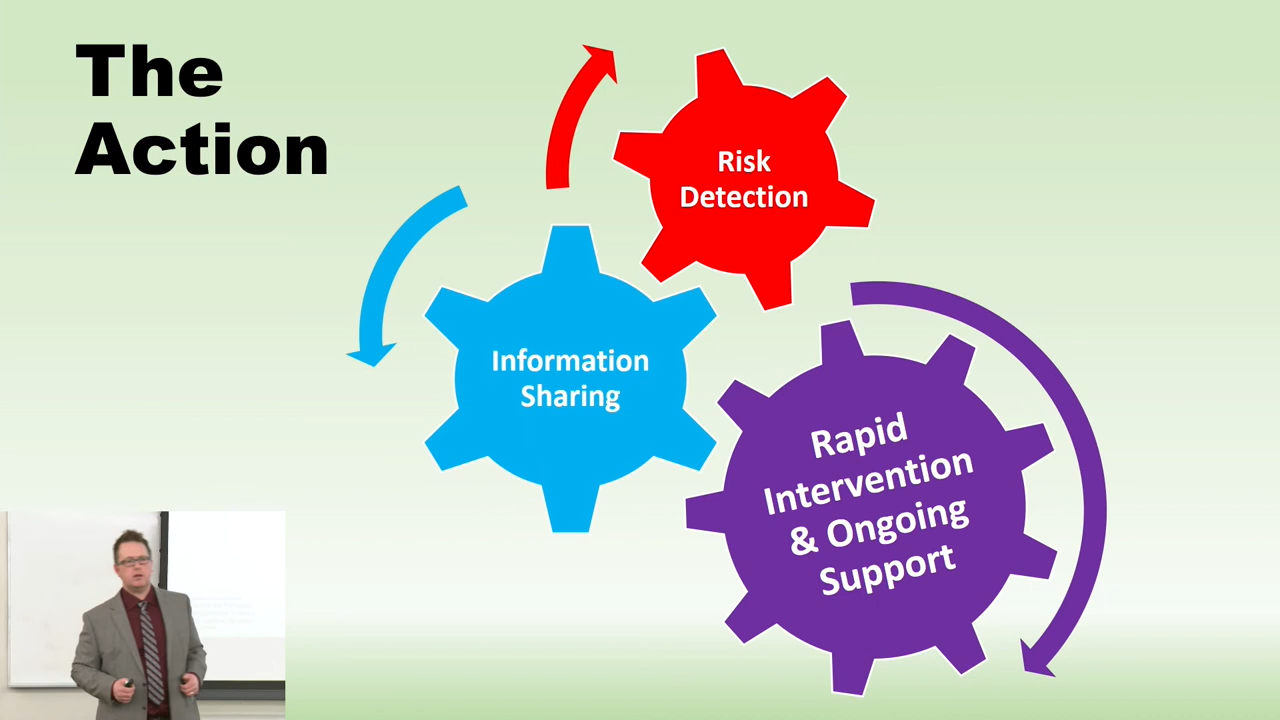 The
Action
Risk
Detection
Information
Sharing
Rapid
Intervention
& Ongoing
Support